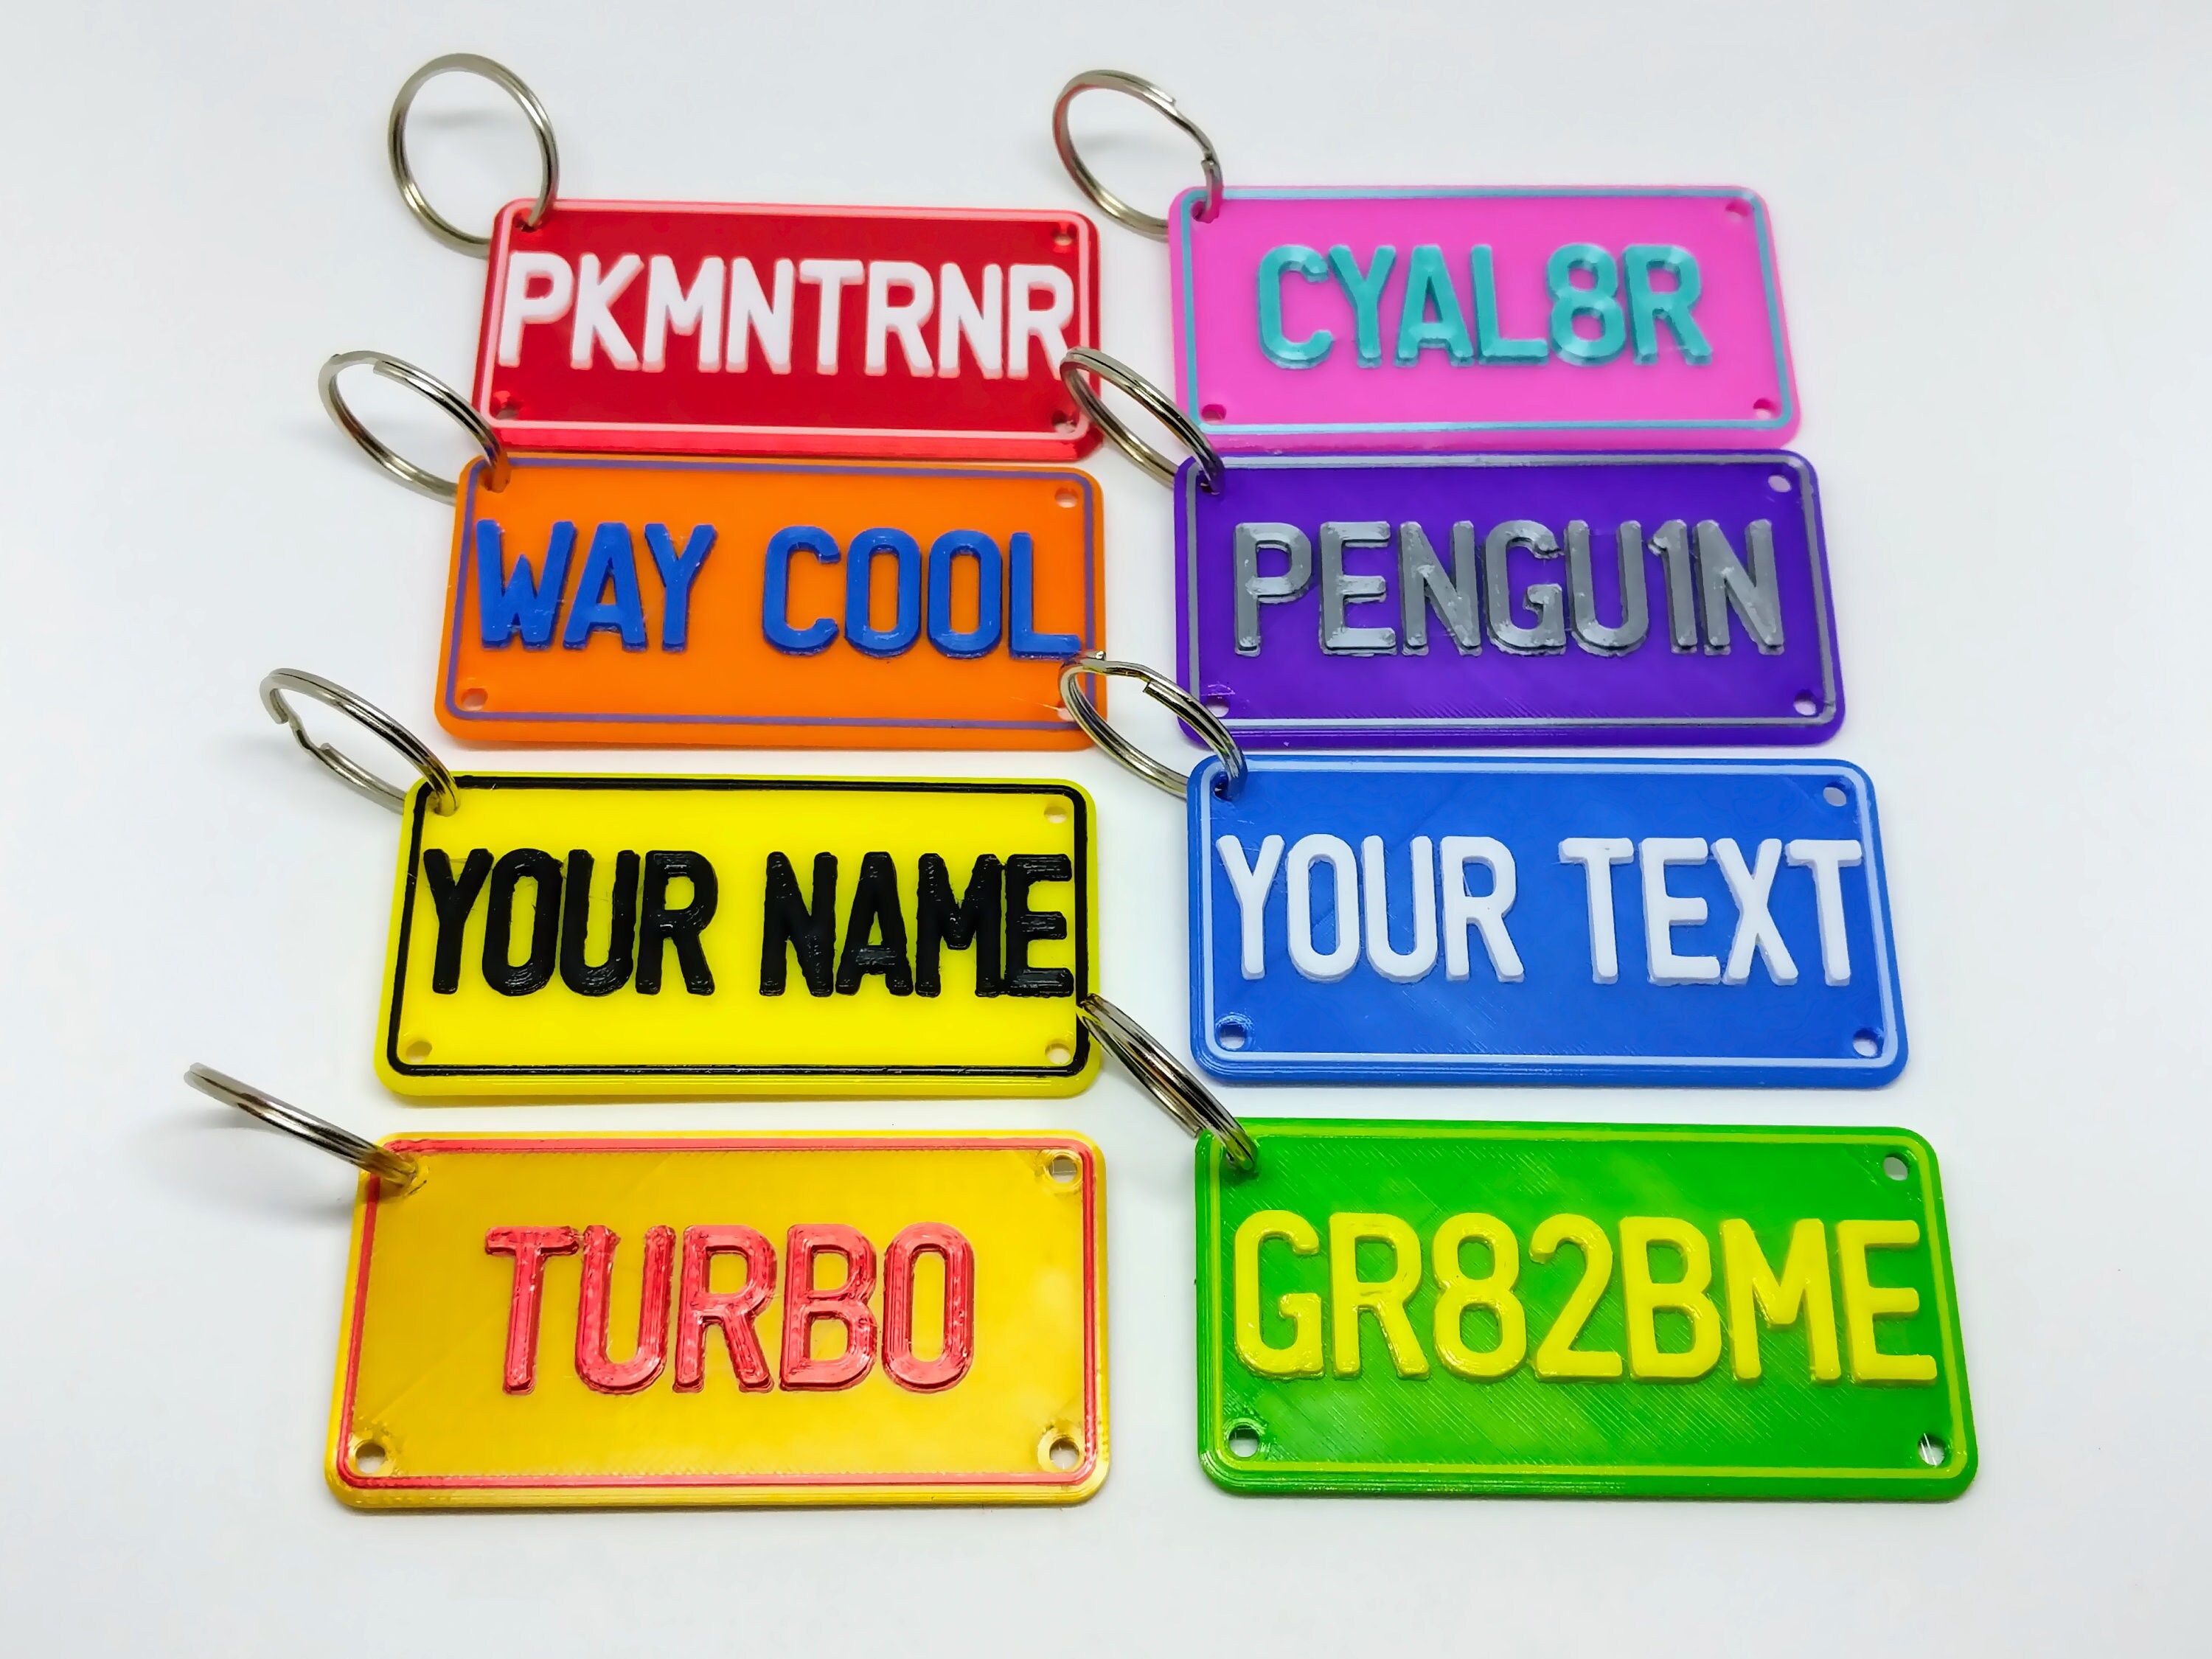 PKMNTRNR
CYAL8R
WAY COOL
PENGU1N
YOUR NAME
YOUR TEXT
TURBO
GR82BME